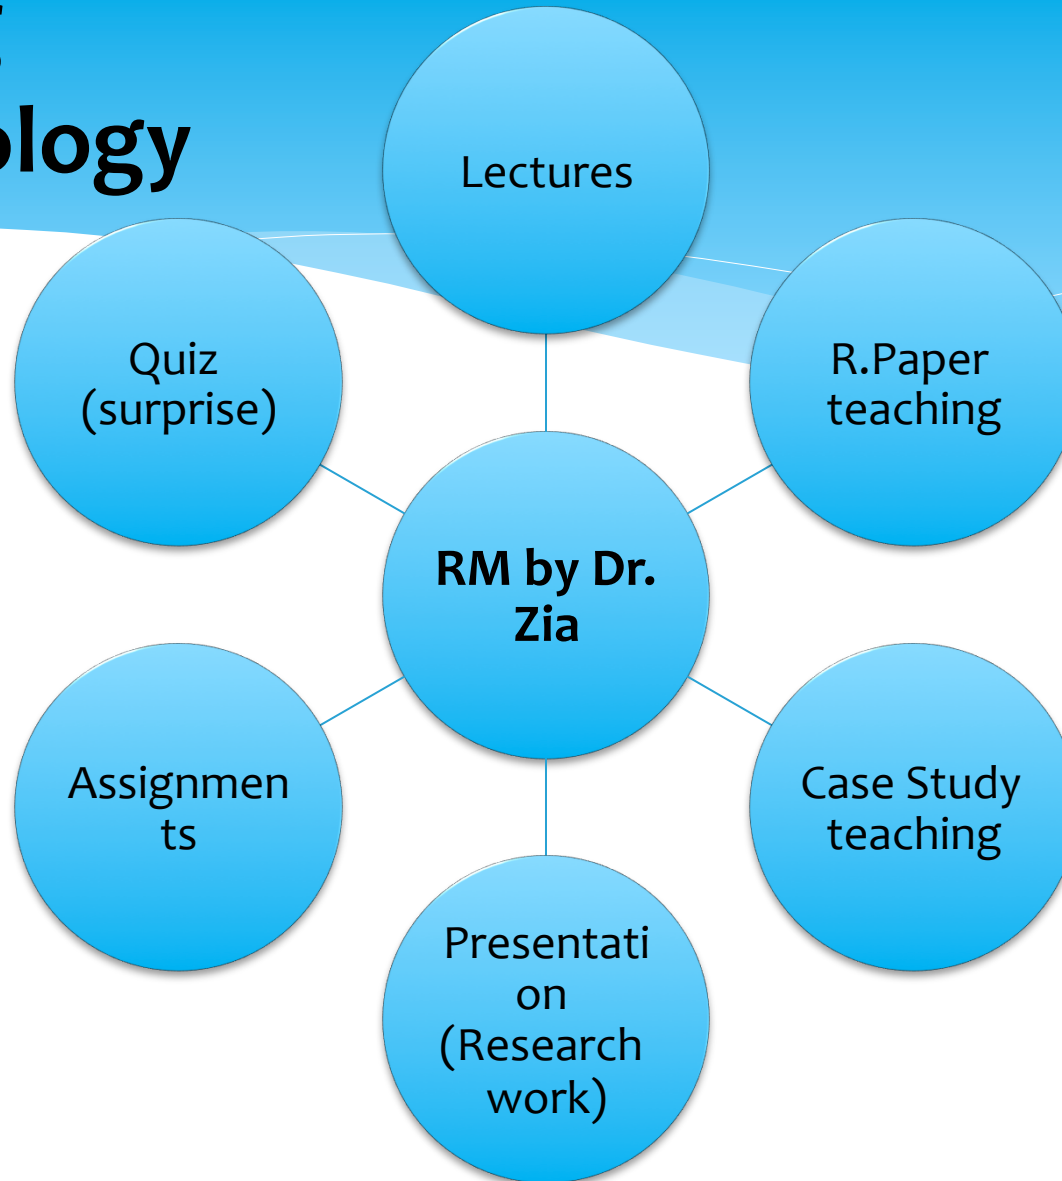 ology
Lectures
R.Paper
teaching
Case Study
teaching
Presentati
on
(Research
work)
Assignmen
ts
Quiz
(surprise)
RM by Dr.
Zia